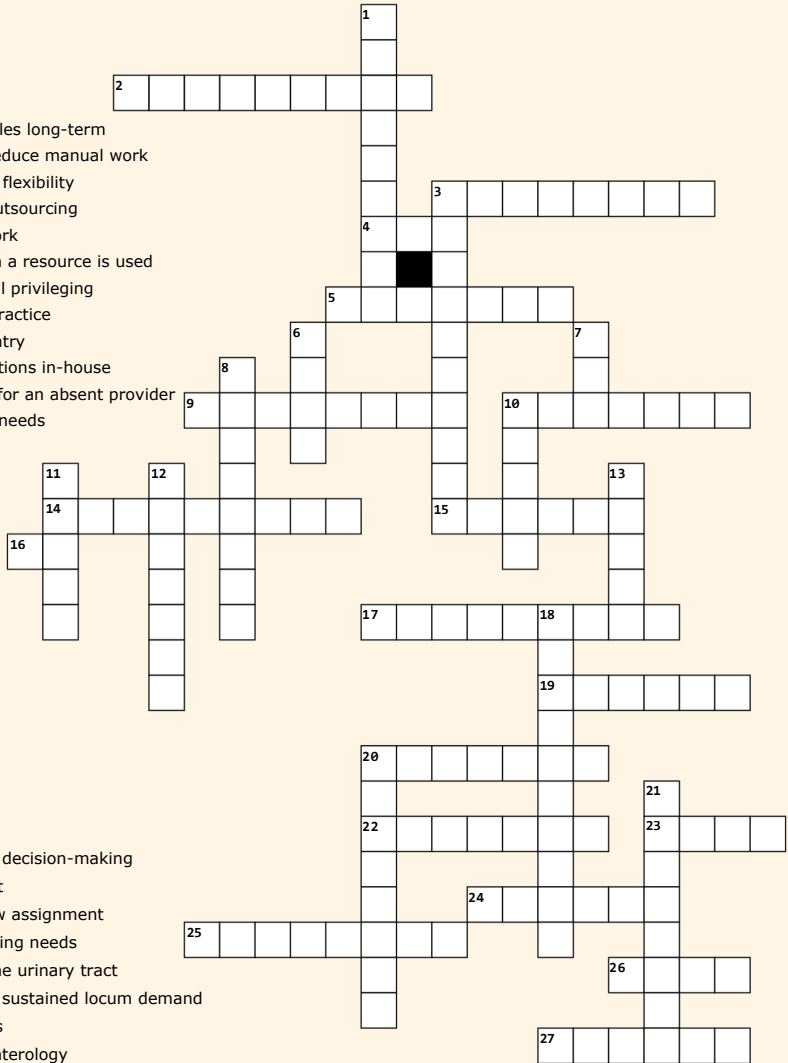 1
2
les long-term
educe manual work
flexibility
3
utsourcing
4
ork
a resource is used
l privileging
5
ractice
6
7
ntry
8
tions in-house
9
for an absent provider
10
needs
11
12
13
14
15
16
17
18
19
20
21
22
23
decision-making
t
24
w assignment
25
ing needs
26
ne urinary tract
sustained locum demand
s
27
nterology